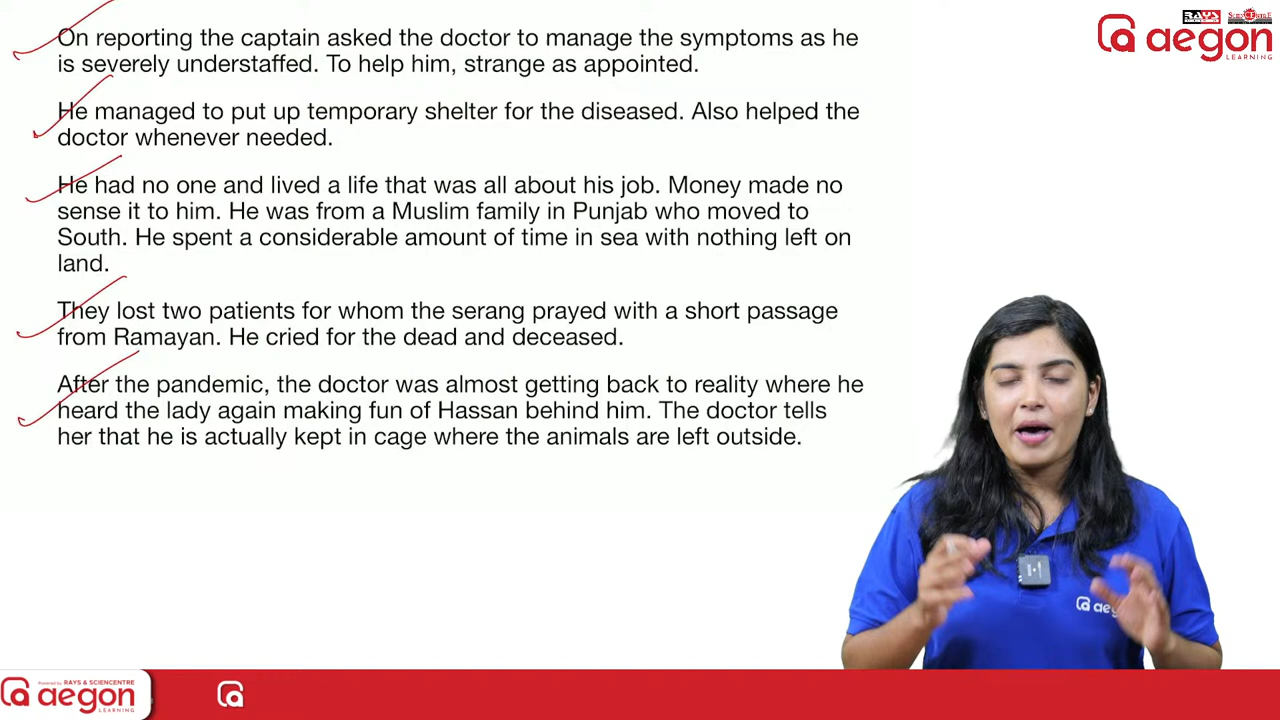 RAYS
SCIENCENTRE
aegon
LEARNING
On reporting the captain asked the doctor to manage the symptoms as he
is severely understaffed. To help him, strange as appointed.
He managed to put up temporary shelter for the diseased. Also helped the
doctor whenever needed.
He had no one and lived a life that was all about his job. Money made no
sense it to him. He was from a Muslim family in Punjab who moved to
South. He spent a considerable amount of time in sea with nothing left on
land.
They lost two patients for whom the serang prayed with a short passage
from Ramayan. He cried for the dead and deceased.
After the pandemic, the doctor was almost getting back to reality where he
heard the lady again making fun of Hassan behind him. The doctor tells
her that he is actually kept in cage where the animals are left outside.
Powered by RAYS & SCIENCENTRE
aegon
LEARNING